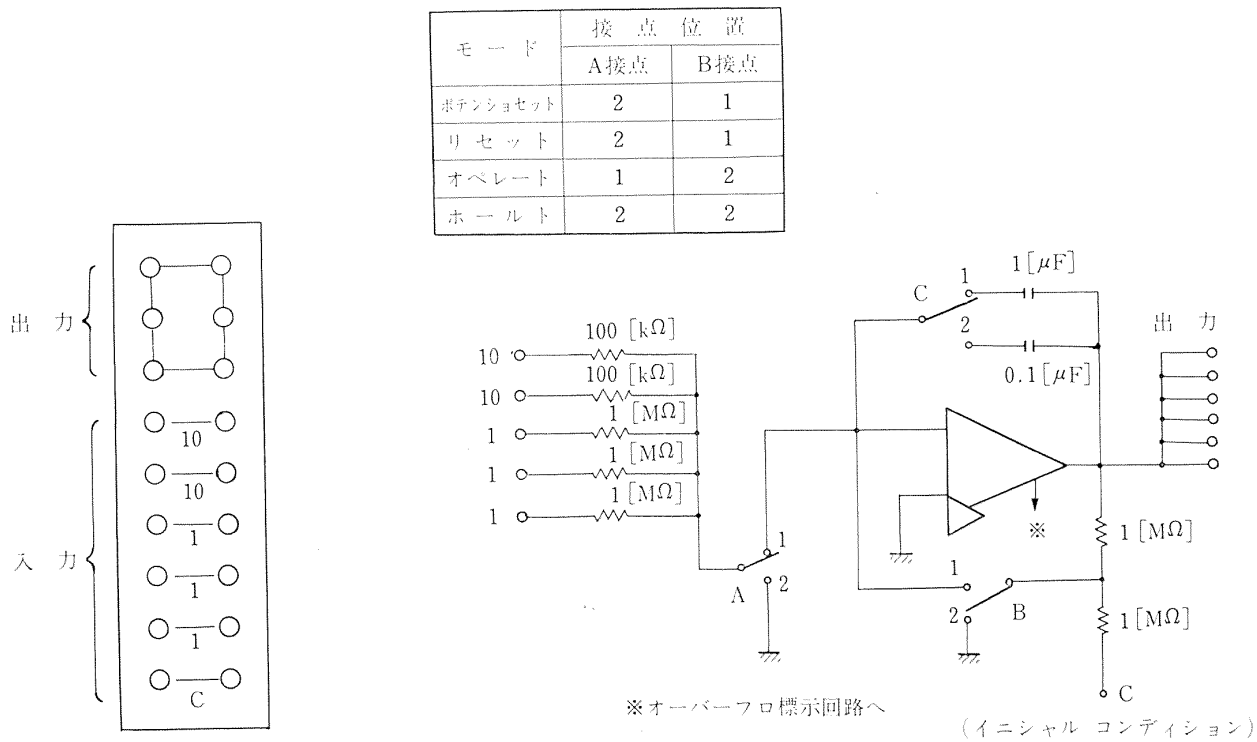 モード 接点位置
A接点 B接点
ポテンショセット 2 1
リセット 2 1
オペレート 1 2
ホールト 2 2
出力
10
10
入力
1
1
1
C
10 100 [kΩ]
10 100 [kΩ]
1 1 [MΩ]
1 1 [MΩ]
1 1 [MΩ]
A
1
2
C
1
2
1 [μF]
0.1 [μF]
出力
※
1 [MΩ]
1
2
B
1 [MΩ]
C
(イニシャル コンディション)
※オーバーフロ標示回路へ